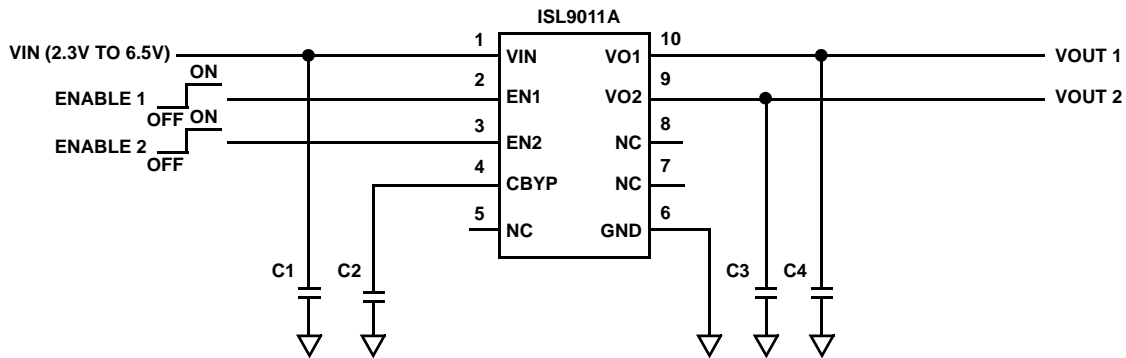 ISL9011A
VIN (2.3V TO 6.5V)
1
VIN
VO1
10
VOUT 1
ON
ENABLE 1
OFF
2
EN1
VO2
9
VOUT 2
ON
ENABLE 2
OFF
3
EN2
NC
8
4
CBYP
NC
7
5
NC
GND
6
C1
C2
C3
C4